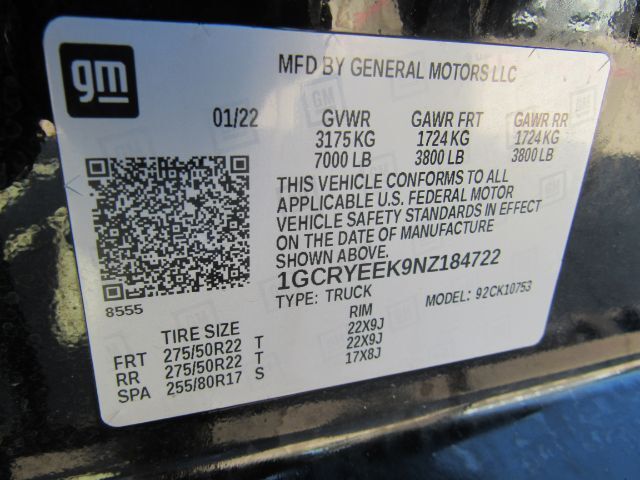 gm
MFD BY GENERAL MOTORS LLC
01/22 GVWR GAWR FRT GAWR RR
3175 KG 1724 KG 1724 KG
7000 LB 3800 LB 3800 LB
THIS VEHICLE CONFORMS TO ALL
APPLICABLE U.S. FEDERAL MOTOR
VEHICLE SAFETY STANDARDS IN EFFECT
ON THE DATE OF MANUFACTURE
SHOWN ABOVE.
1GCRYEEK9NZ184722
8555
TYPE: TRUCK MODEL: 92CK10753
TIRE SIZE RIM
FRT 275/50R22 T 22X9J
RR 275/50R22 T 22X9J
SPA 255/80R17 S 17X8J